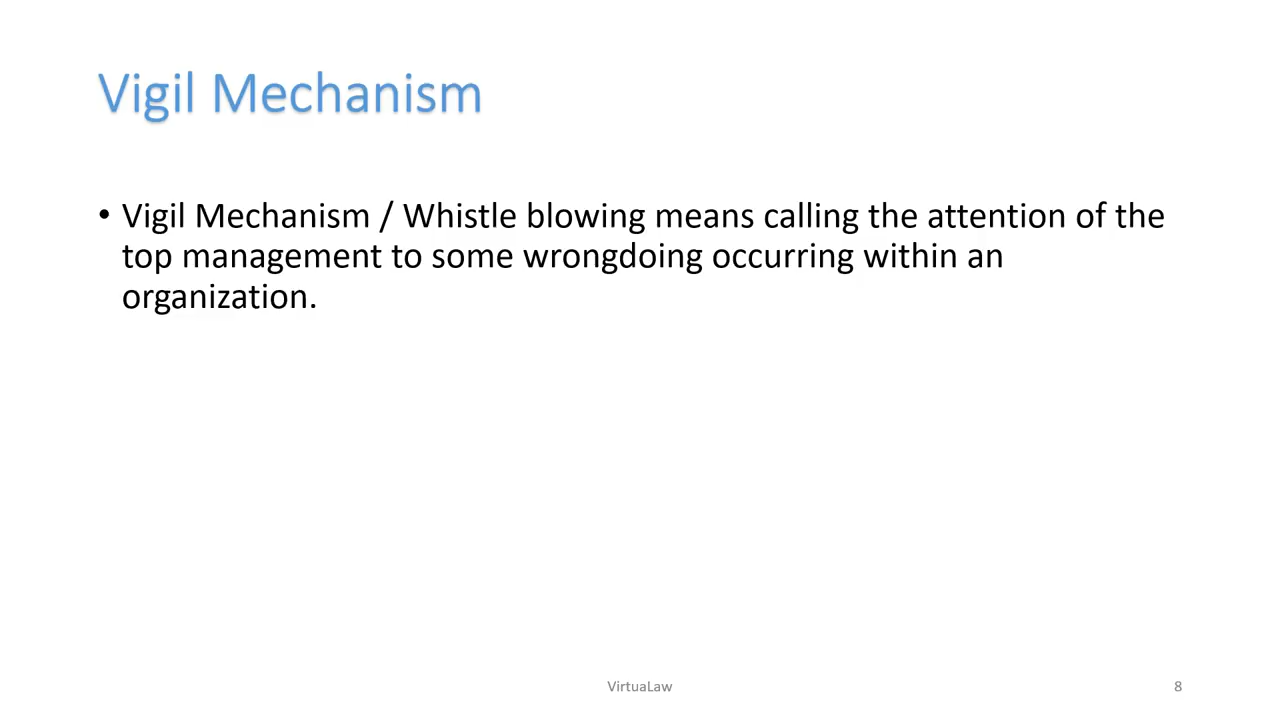 Vigil Mechanism
• Vigil Mechanism / Whistle blowing means calling the attention of the
top management to some wrongdoing occurring within an
organization.
VirtuaLaw
8